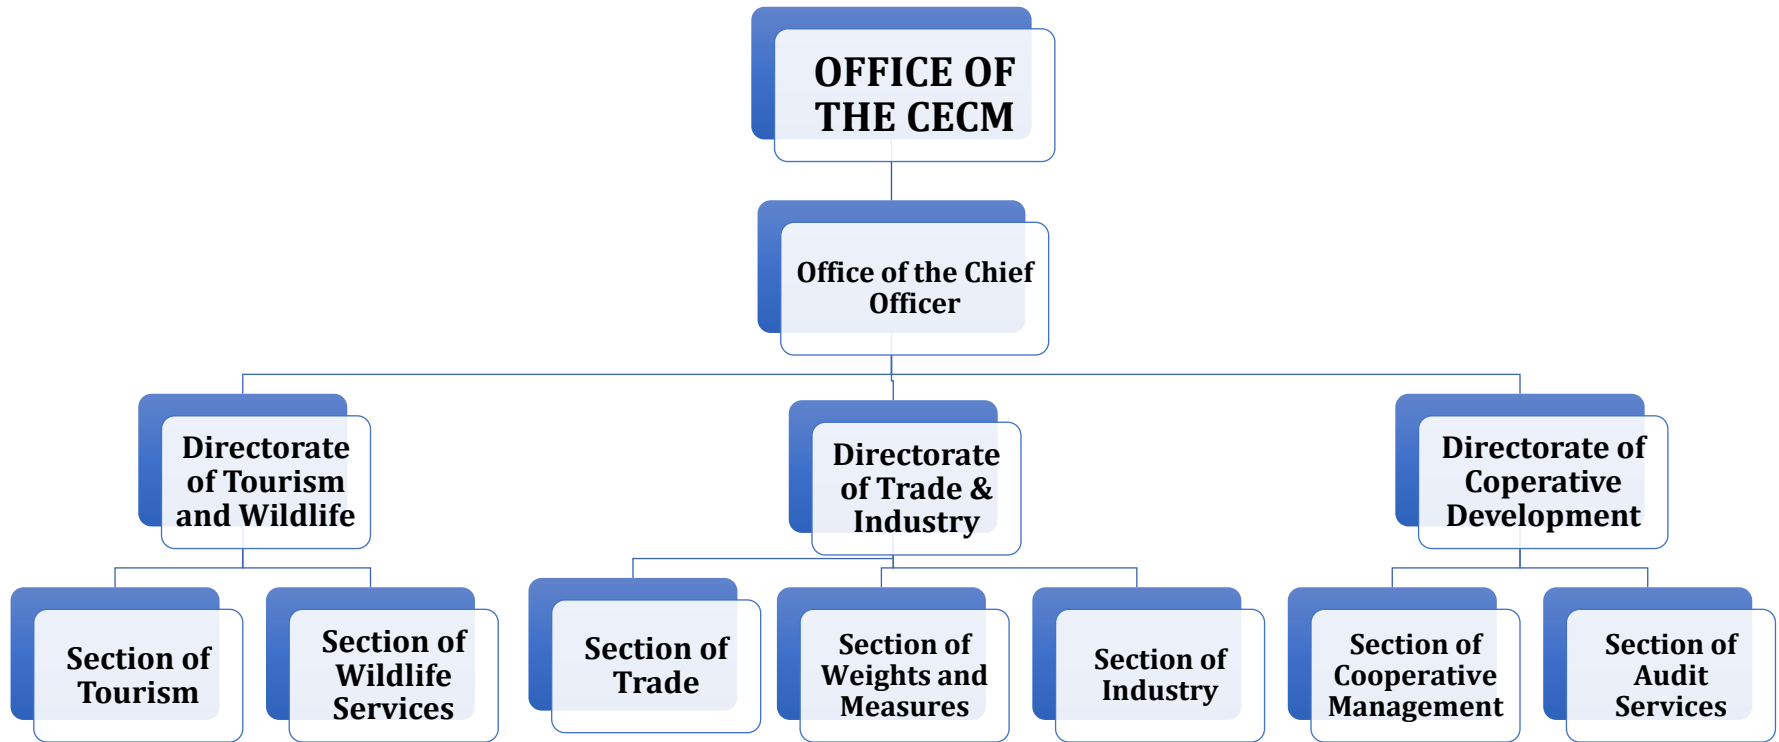 OFFICE OF
THE CECM
Office of the Chief
Officer
Directorate
of Tourism
and Wildlife
Directorate
of Trade &
Industry
Directorate of
Coperative
Development
Section of
Tourism
Section of
Wildlife
Services
Section of
Trade
Section of
Weights and
Measures
Section of
Industry
Section of
Cooperative
Management
Section of
Audit
Services